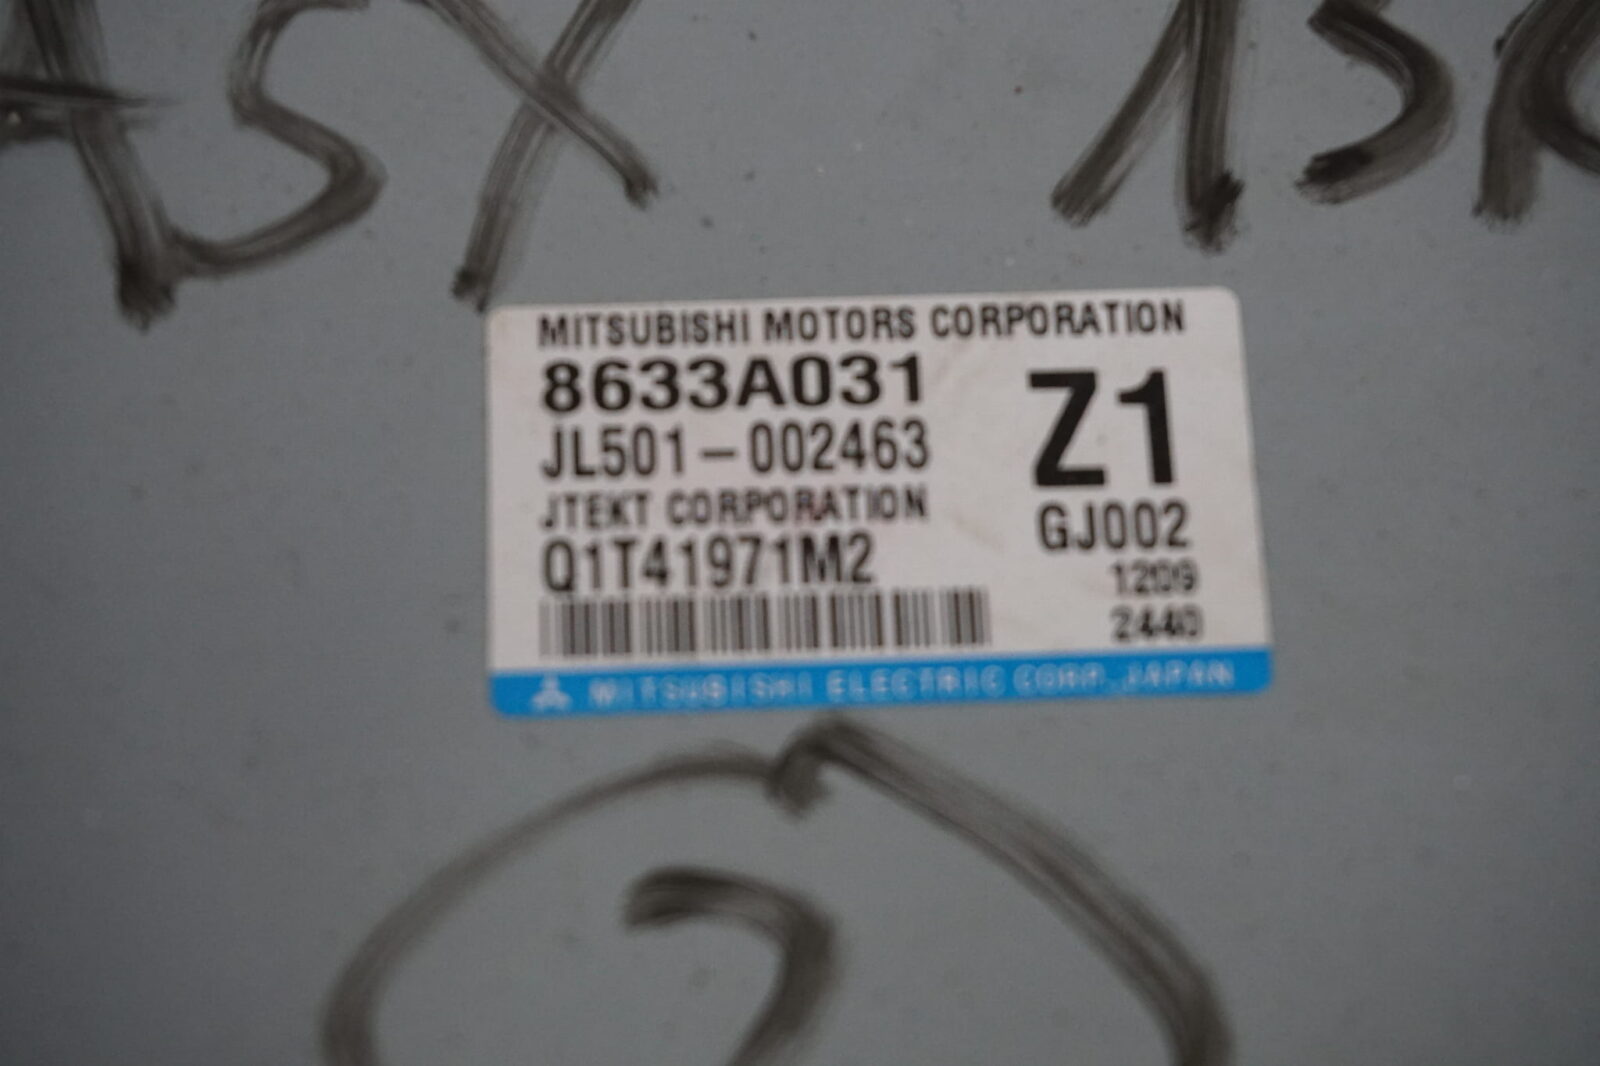 ASX
MITSUBISHI MOTORS CORPORATION
8633A031
Z1
JL501-002463
JTEKT CORPORATION
GJ002
Q1T41971M2
1209
2440
MITSUBISHI ELECTRIC CORP. JAPAN